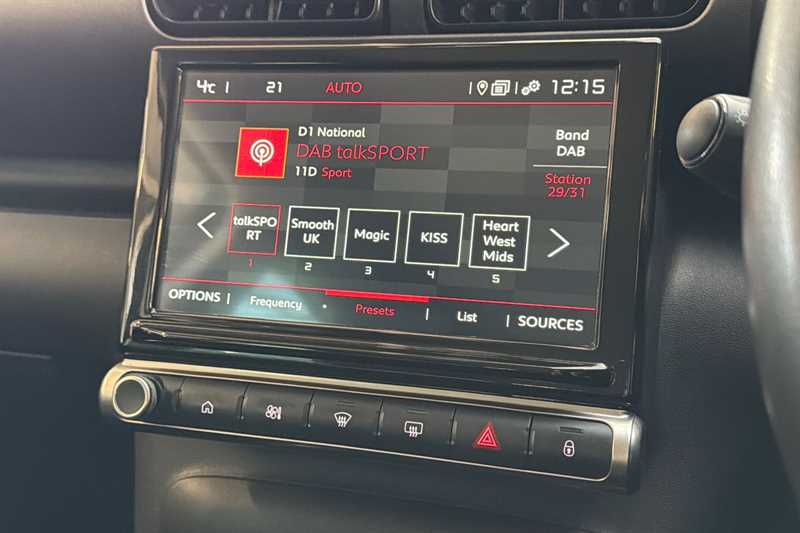 4c | 21 AUTO 12:15
D1 National
DAB talkSPORT
11D Sport
Band
DAB
Station
29/31
talkSPO
RT
1
Smooth
UK
2
Magic
3
KISS
4
Heart
West
Mids
5
OPTIONS | Frequency Presets | List | SOURCES